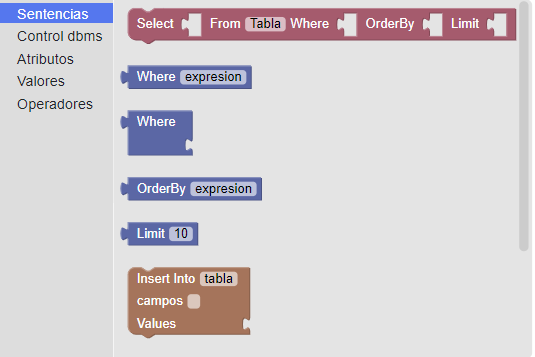 Sentencias
Control dbms
Atributos
Valores
Operadores
Select From Tabla Where OrderBy Limit
Where expresion
Where
OrderBy expresion
Limit 10
Insert Into tabla
campos
Values